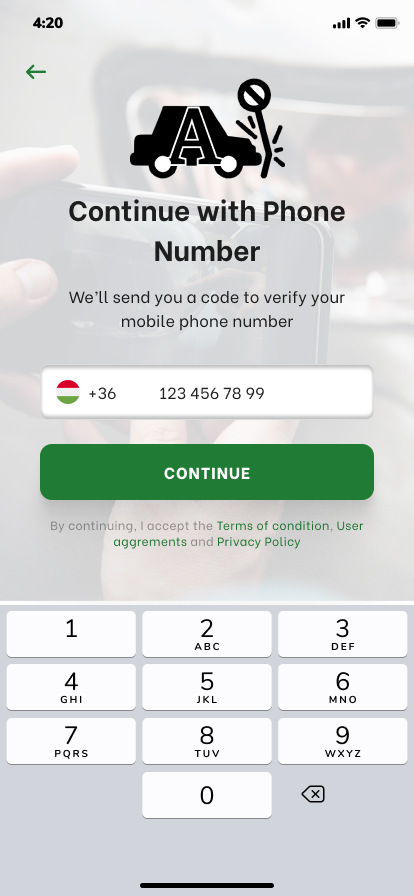 4:20
A
Continue with Phone
Number
We'll send you a code to verify your
mobile phone number
+36 123 456 78 99
CONTINUE
By continuing, I accept the Terms of condition, User
aggrements and Privacy Policy
1 2 3
ABC DEF
4 5 6
GHI JKL MNO
7 8 9
PQRS TUV WXYZ
0